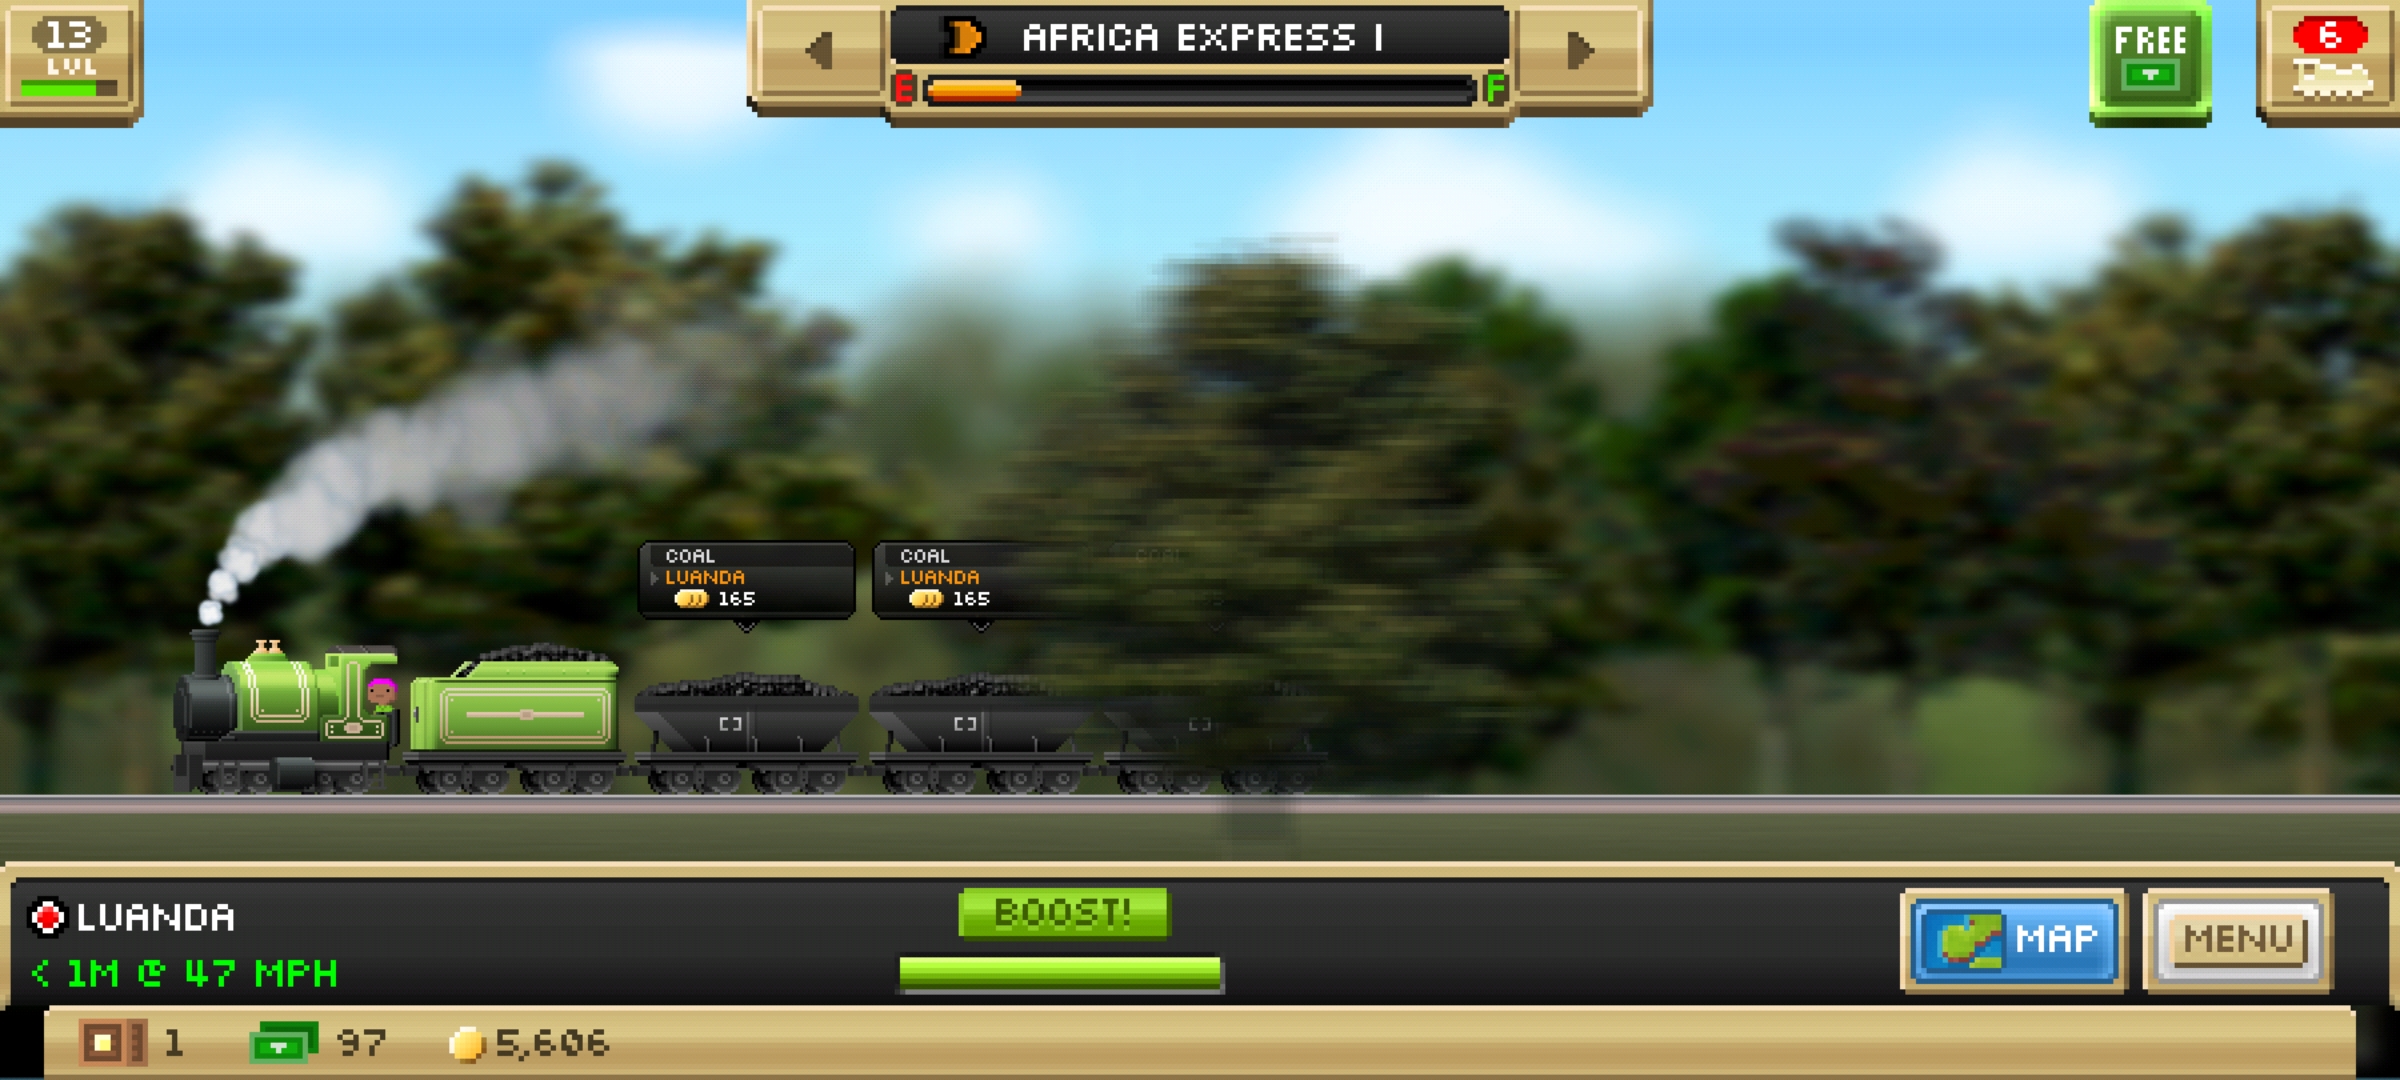 13
LVL
AFRICA EXPRESS I
E
F
FREE
6
COAL
LUANDA
165
COAL
LUANDA
165
COAL
LUANDA
< 1M @ 47 MPH
BOOST!
MAP
MENU
1
97
5,606